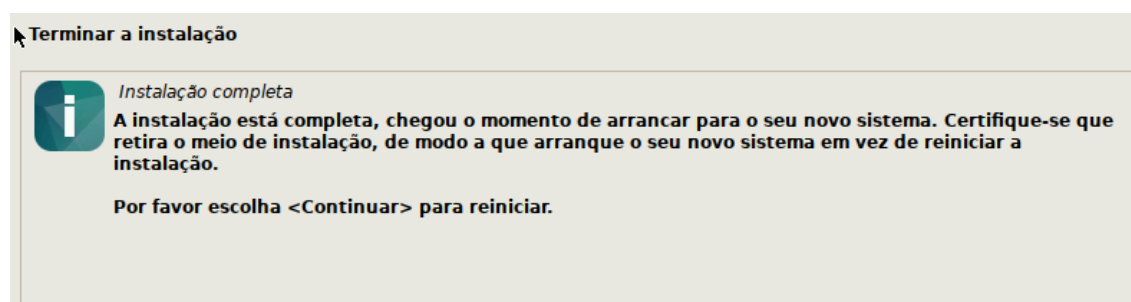 Terminar a instalação
Instalação completa
A instalação está completa, chegou o momento de arrancar para o seu novo sistema. Certifique-se que
retira o meio de instalação, de modo a que arranque o seu novo sistema em vez de reiniciar a
instalação.
Por favor escolha <Continuar> para reiniciar.